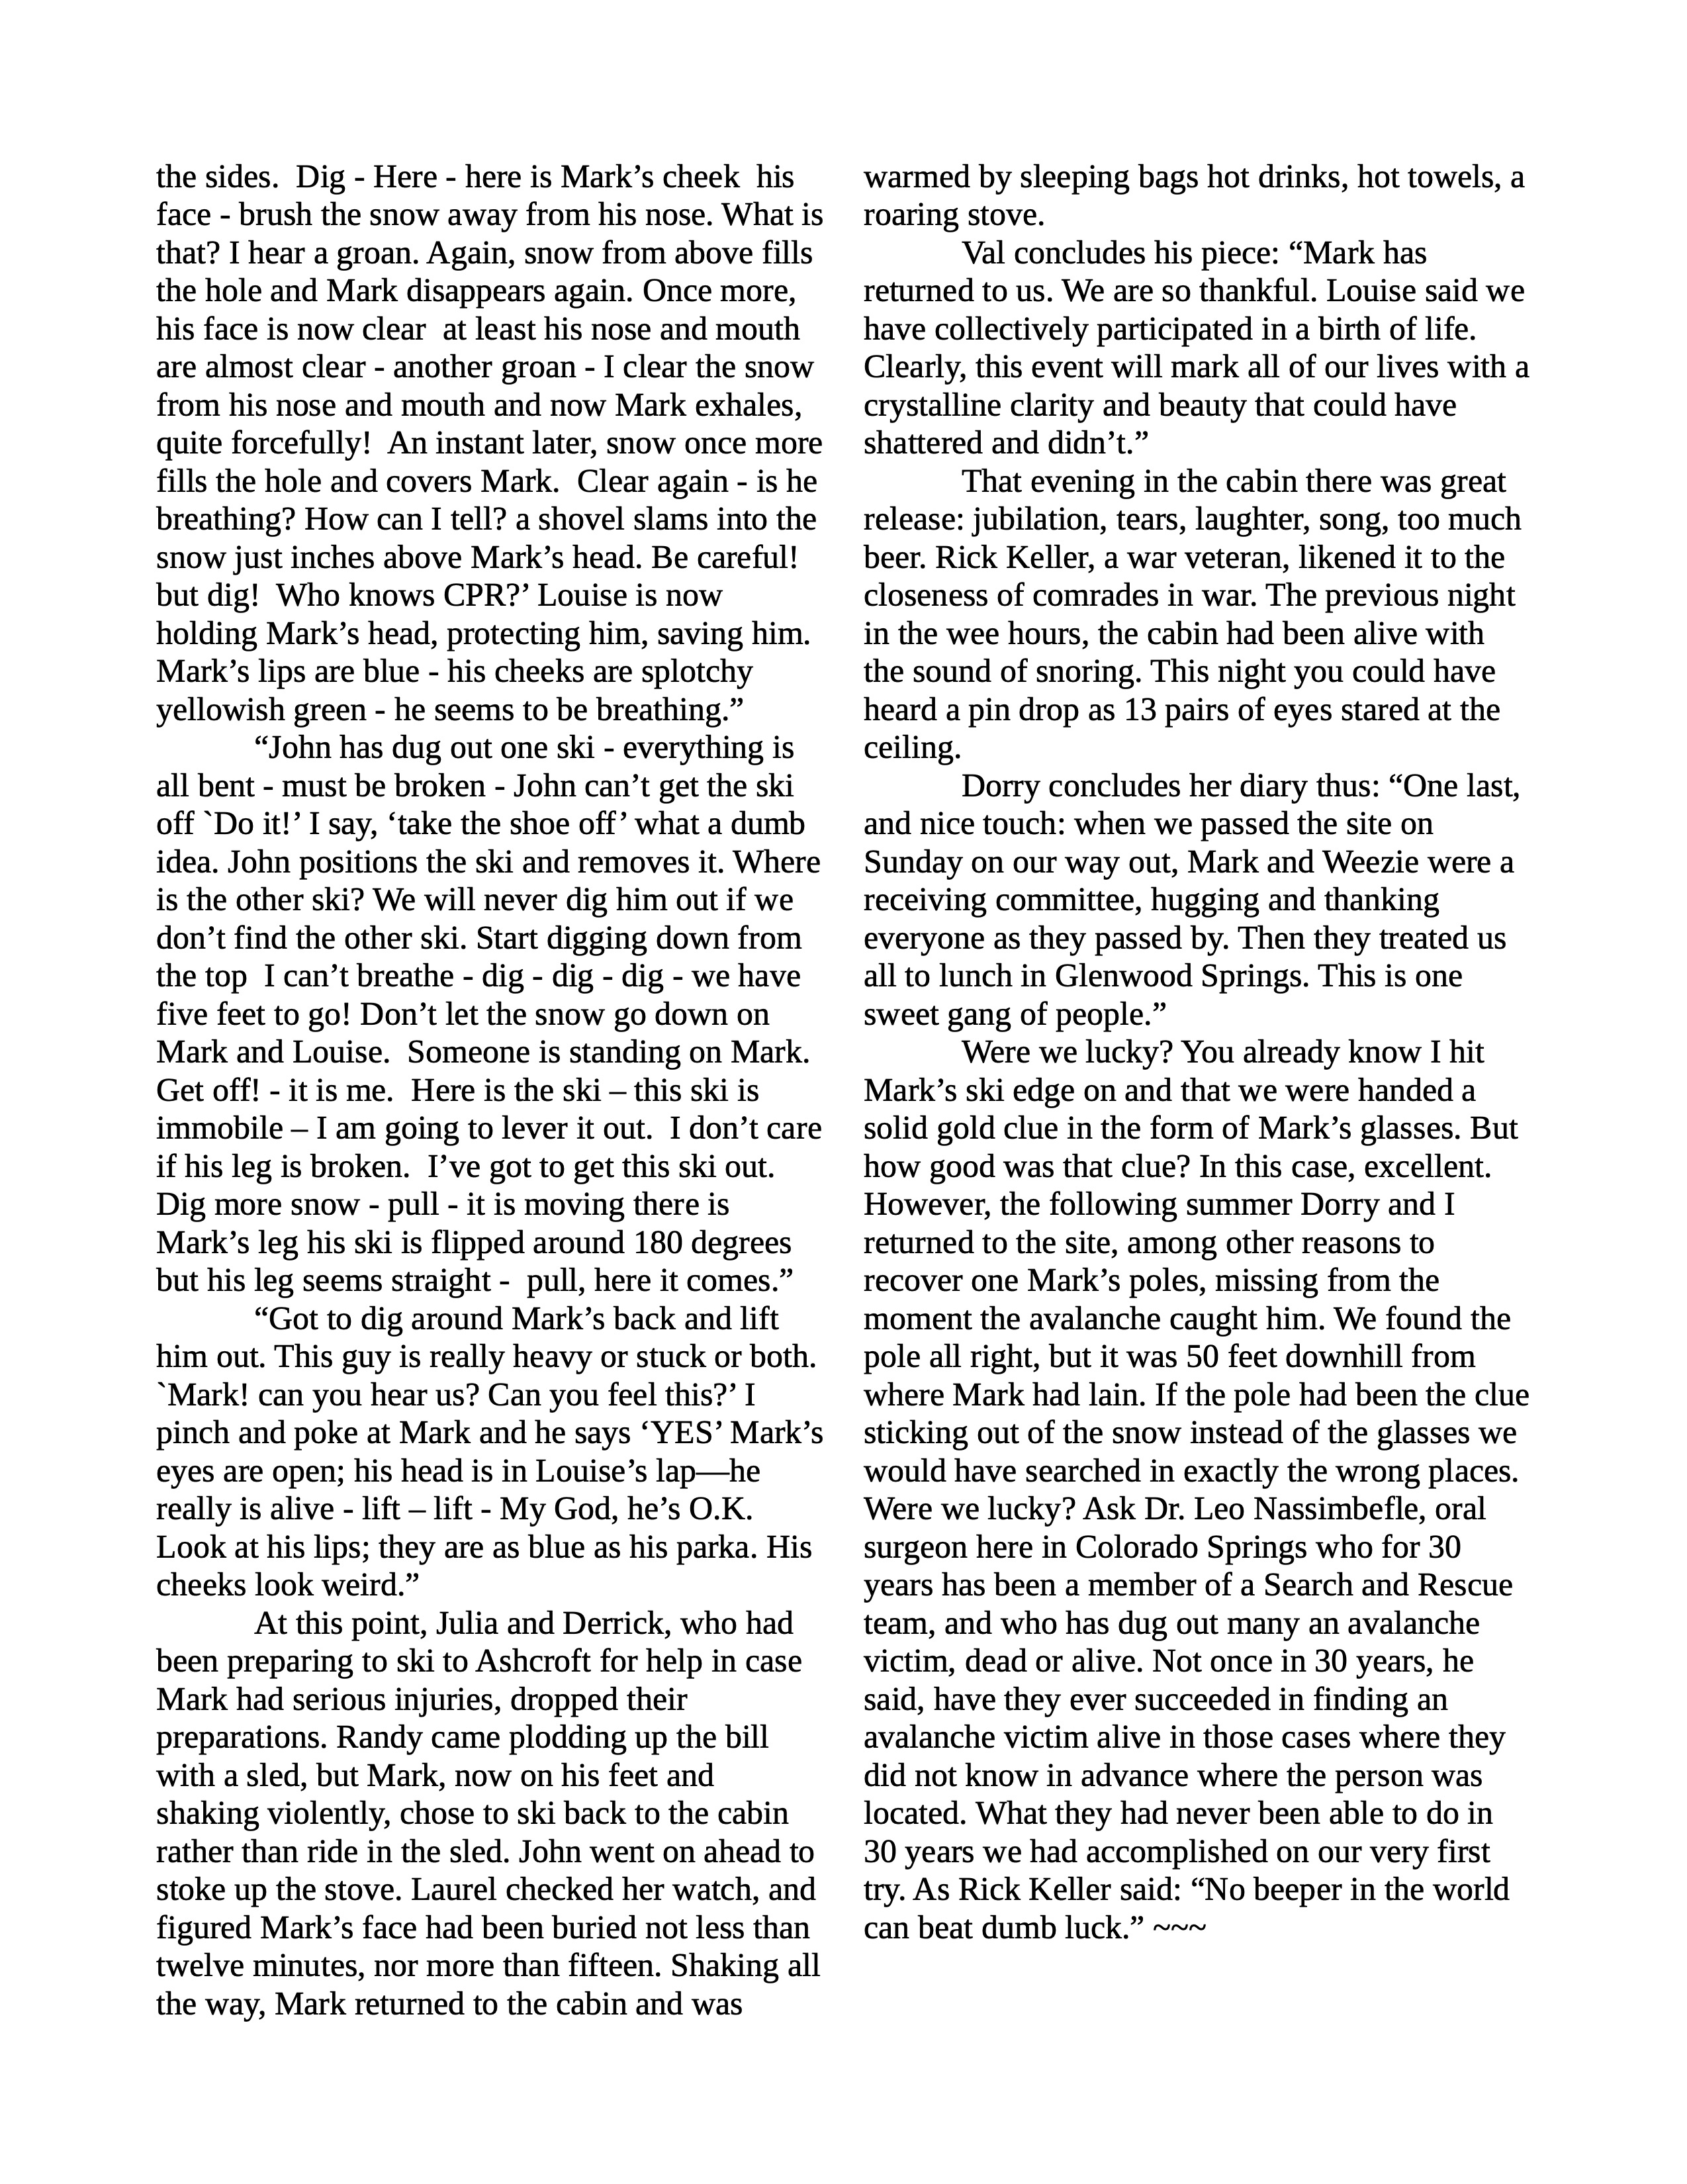 the sides.  Dig - Here - here is Mark’s cheek  his
face - brush the snow away from his nose. What is
that? I hear a groan. Again, snow from above fills
the hole and Mark disappears again. Once more,
his face is now clear  at least his nose and mouth
are almost clear - another groan - I clear the snow
from his nose and mouth and now Mark exhales,
quite forcefully!  An instant later, snow once more
fills the hole and covers Mark.  Clear again - is he
breathing? How can I tell? a shovel slams into the
snow just inches above Mark’s head. Be careful!
but dig!  Who knows CPR?’ Louise is now
holding Mark’s head, protecting him, saving him.
Mark’s lips are blue - his cheeks are splotchy
yellowish green - he seems to be breathing.”
“John has dug out one ski - everything is
all bent - must be broken - John can’t get the ski
off `Do it!’ I say, ‘take the shoe off’ what a dumb
idea. John positions the ski and removes it. Where
is the other ski? We will never dig him out if we
don’t find the other ski. Start digging down from
the top  I can’t breathe - dig - dig - dig - we have
five feet to go! Don’t let the snow go down on
Mark and Louise.  Someone is standing on Mark.
Get off! - it is me.  Here is the ski – this ski is
immobile – I am going to lever it out.  I don’t care
if his leg is broken.  I’ve got to get this ski out.
Dig more snow - pull - it is moving there is
Mark’s leg his ski is flipped around 180 degrees
but his leg seems straight -  pull, here it comes.”
“Got to dig around Mark’s back and lift
him out. This guy is really heavy or stuck or both.
`Mark! can you hear us? Can you feel this?’ I
pinch and poke at Mark and he says ‘YES’ Mark’s
eyes are open; his head is in Louise’s lap—he
really is alive - lift – lift - My God, he’s O.K.
Look at his lips; they are as blue as his parka. His
cheeks look weird.”
At this point, Julia and Derrick, who had
been preparing to ski to Ashcroft for help in case
Mark had serious injuries, dropped their
preparations. Randy came plodding up the bill
with a sled, but Mark, now on his feet and
shaking violently, chose to ski back to the cabin
rather than ride in the sled. John went on ahead to
stoke up the stove. Laurel checked her watch, and
figured Mark’s face had been buried not less than
twelve minutes, nor more than fifteen. Shaking all
the way, Mark returned to the cabin and was
warmed by sleeping bags hot drinks, hot towels, a
roaring stove.
Val concludes his piece: “Mark has
returned to us. We are so thankful. Louise said we
have collectively participated in a birth of life.
Clearly, this event will mark all of our lives with a
crystalline clarity and beauty that could have
shattered and didn’t.”
That evening in the cabin there was great
release: jubilation, tears, laughter, song, too much
beer. Rick Keller, a war veteran, likened it to the
closeness of comrades in war. The previous night
in the wee hours, the cabin had been alive with
the sound of snoring. This night you could have
heard a pin drop as 13 pairs of eyes stared at the
ceiling.
Dorry concludes her diary thus: “One last,
and nice touch: when we passed the site on
Sunday on our way out, Mark and Weezie were a
receiving committee, hugging and thanking
everyone as they passed by. Then they treated us
all to lunch in Glenwood Springs. This is one
sweet gang of people.”
Were we lucky? You already know I hit
Mark’s ski edge on and that we were handed a
solid gold clue in the form of Mark’s glasses. But
how good was that clue? In this case, excellent.
However, the following summer Dorry and I
returned to the site, among other reasons to
recover one Mark’s poles, missing from the
moment the avalanche caught him. We found the
pole all right, but it was 50 feet downhill from
where Mark had lain. If the pole had been the clue
sticking out of the snow instead of the glasses we
would have searched in exactly the wrong places.
Were we lucky? Ask Dr. Leo Nassimbefle, oral
surgeon here in Colorado Springs who for 30
years has been a member of a Search and Rescue
team, and who has dug out many an avalanche
victim, dead or alive. Not once in 30 years, he
said, have they ever succeeded in finding an
avalanche victim alive in those cases where they
did not know in advance where the person was
located. What they had never been able to do in
30 years we had accomplished on our very first
try. As Rick Keller said: “No beeper in the world
can beat dumb luck.” ~~~